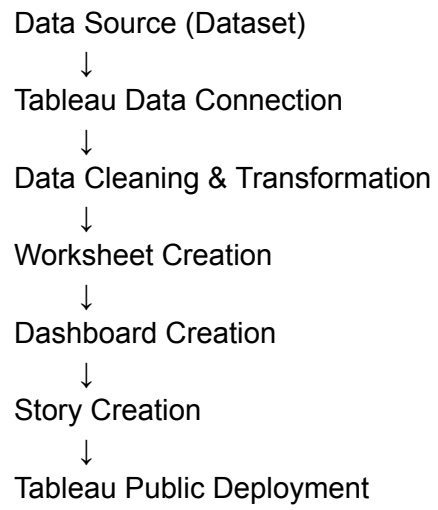 Data Source (Dataset)
↓
Tableau Data Connection
↓
Data Cleaning & Transformation
↓
Worksheet Creation
↓
Dashboard Creation
↓
Story Creation
↓
Tableau Public Deployment